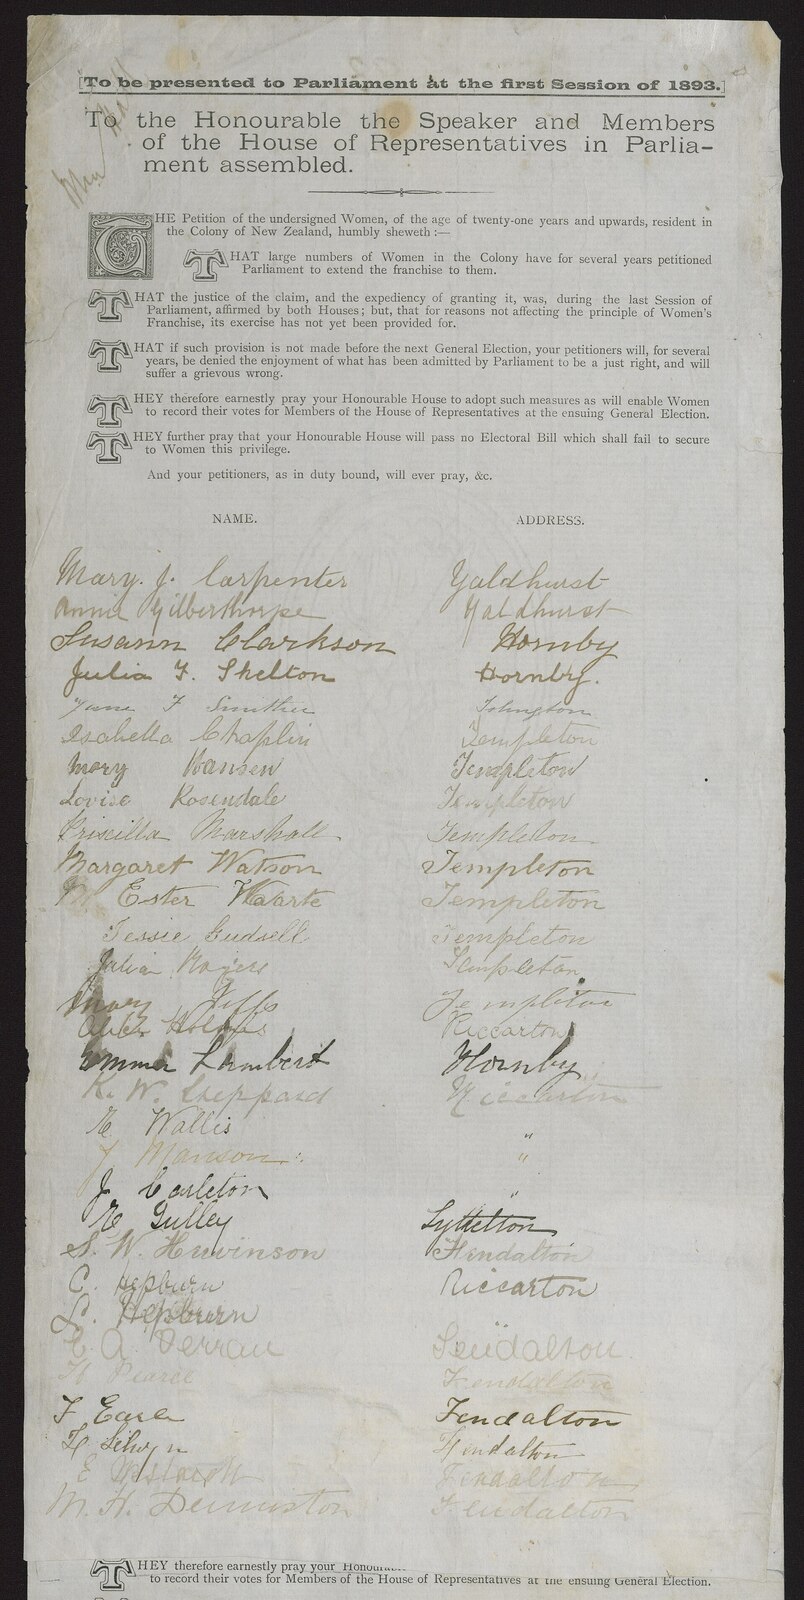 [To be presented to Parliament at the first Session of 1893.]
To the Honourable the Speaker and Members
of the House of Representatives in Parlia-
ment assembled.
THE Petition of the undersigned Women, of the age of twenty-one years and upwards, resident in
the Colony of New Zealand, humbly sheweth :—
THAT large numbers of Women in the Colony have for several years petitioned
Parliament to extend the franchise to them.
THAT the justice of the claim, and the expediency of granting it, was, during the last Session of
Parliament, affirmed by both Houses; but, that for reasons not affecting the principle of Women's
Franchise, its exercise has not yet been provided for.
THAT if such provision is not made before the next General Election, your petitioners will, for several
years, be denied the enjoyment of what has been admitted by Parliament to be a just right, and will
suffer a grievous wrong.
THEY therefore earnestly pray your Honourable House to adopt such measures as will enable Women
to record their votes for Members of the House of Representatives at the ensuing General Election.
THEY further pray that your Honourable House will pass no Electoral Bill which shall fail to secure
to Women this privilege.
And your petitioners, as in duty bound, will ever pray, &c.
NAME. ADDRESS.
Mary. J. Carpenter Yaldhurst
Annie Gilberthorpe Yaldhurst
Susann Clarkson Hornby
Julia F. Shelton Hornby.
Jane F Smither Islington
Isabella Chaplin Templeton
Mary Hansen Templeton
Lovise Rosendale Templeton
Priscilla Marshall Templeton
Margaret Watson Templeton
M. Ester Templeton
Jessie Templeton
Julia Rogers Templeton
Mary Jiffs Templeton
Holmes Riccarton
Emma Lambert Hornby
K. W. Sheppard Riccarton
Wallis "
J Manson "
J Carleton "
Gulley Lyttelton
S. W. Fendalton
C. Hepburn Riccarton
Hepburn
A. Fendalton
Pearce Fendalton
F Earle Fendalton
Selwyn Fendalton
E Fendalton
M. H. Fendalton
THEY therefore earnestly pray your
to record their votes for Members of the House of Representatives at the ensuing General Election.